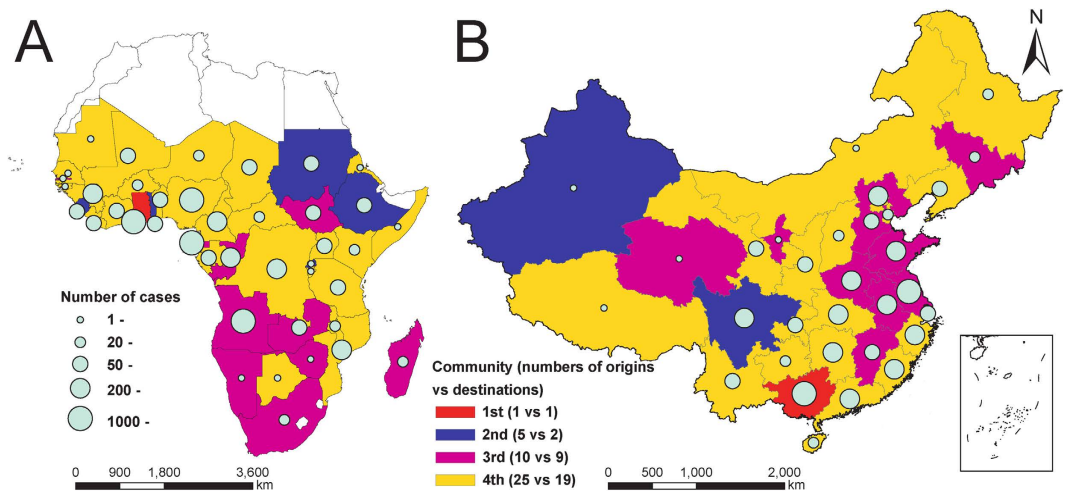 A
B
N
Number of cases
1 -
20 -
50 -
200 -
1000 -
0 900 1,800 3,600
km
Community (numbers of origins
vs destinations)
1st (1 vs 1)
2nd (5 vs 2)
3rd (10 vs 9)
4th (25 vs 19)
0 500 1,000 2,000
km